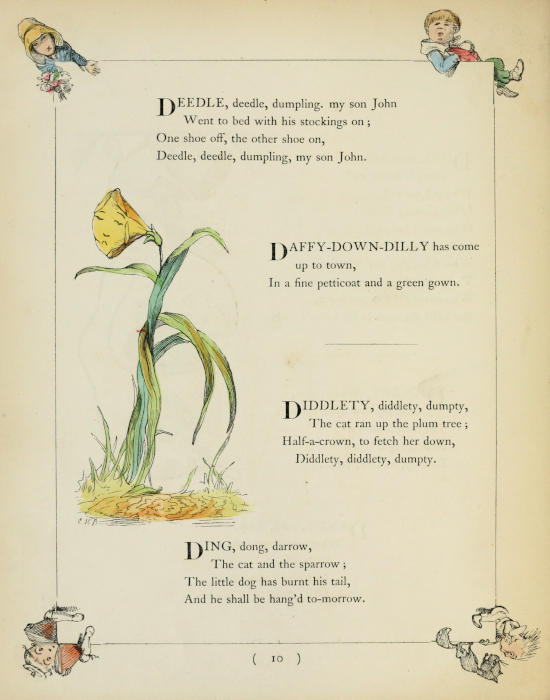 DEEDLE, deedle, dumpling. my son John
Went to bed with his stockings on ;
One shoe off, the other shoe on,
Deedle, deedle, dumpling, my son John.
DAFFY-DOWN-DILLY has come
up to town,
In a fine petticoat and a green gown.
DIDDLETY, diddlety, dumpty,
The cat ran up the plum tree ;
Half-a-crown, to fetch her down,
Diddlety, diddlety, dumpty.
DING, dong, darrow,
The cat and the sparrow ;
The little dog has burnt his tail,
And he shall be hang'd to-morrow.
( 10 )